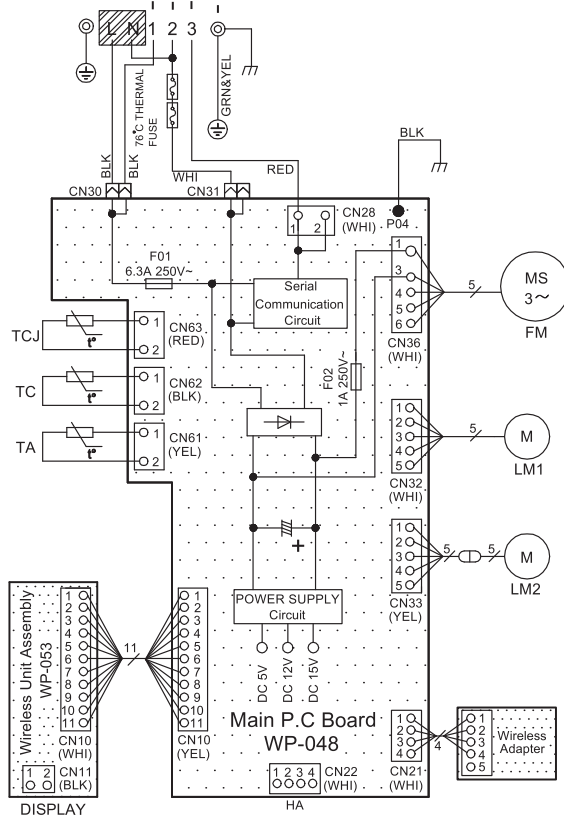 L N 1 2 3
76°C THERMAL
FUSE
GRN&YEL
BLK
BLK
BLK
WHI
RED
CN30
CN31
CN28
(WHI)
1 2
P04
F01
6.3A 250V~
Serial
Communication
Circuit
1
3
4
5
6
CN36
(WHI)
5
MS
3~
FM
TCJ
t°
1
2
CN63
(RED)
TC
t°
1
2
CN62
(BLK)
TA
t°
1
2
CN61
(YEL)
F02
1A 250V~
1
2
3
4
5
CN32
(WHI)
5
M
LM1
+
1
2
3
4
5
CN33
(YEL)
5
5
M
LM2
POWER SUPPLY
Circuit
DC 5V
DC 12V
DC 15V
Wireless Unit Assembly
WP-053
1
2
3
4
5
6
7
8
9
10
11
CN10
(WHI)
11
1
2
3
4
5
6
7
8
9
10
11
CN10
(YEL)
1 2
CN11
(BLK)
DISPLAY
Main P.C Board
WP-048
1 2 3 4
CN22
(WHI)
HA
1
2
3
4
CN21
(WHI)
4
1
2
3
4
5
Wireless
Adapter